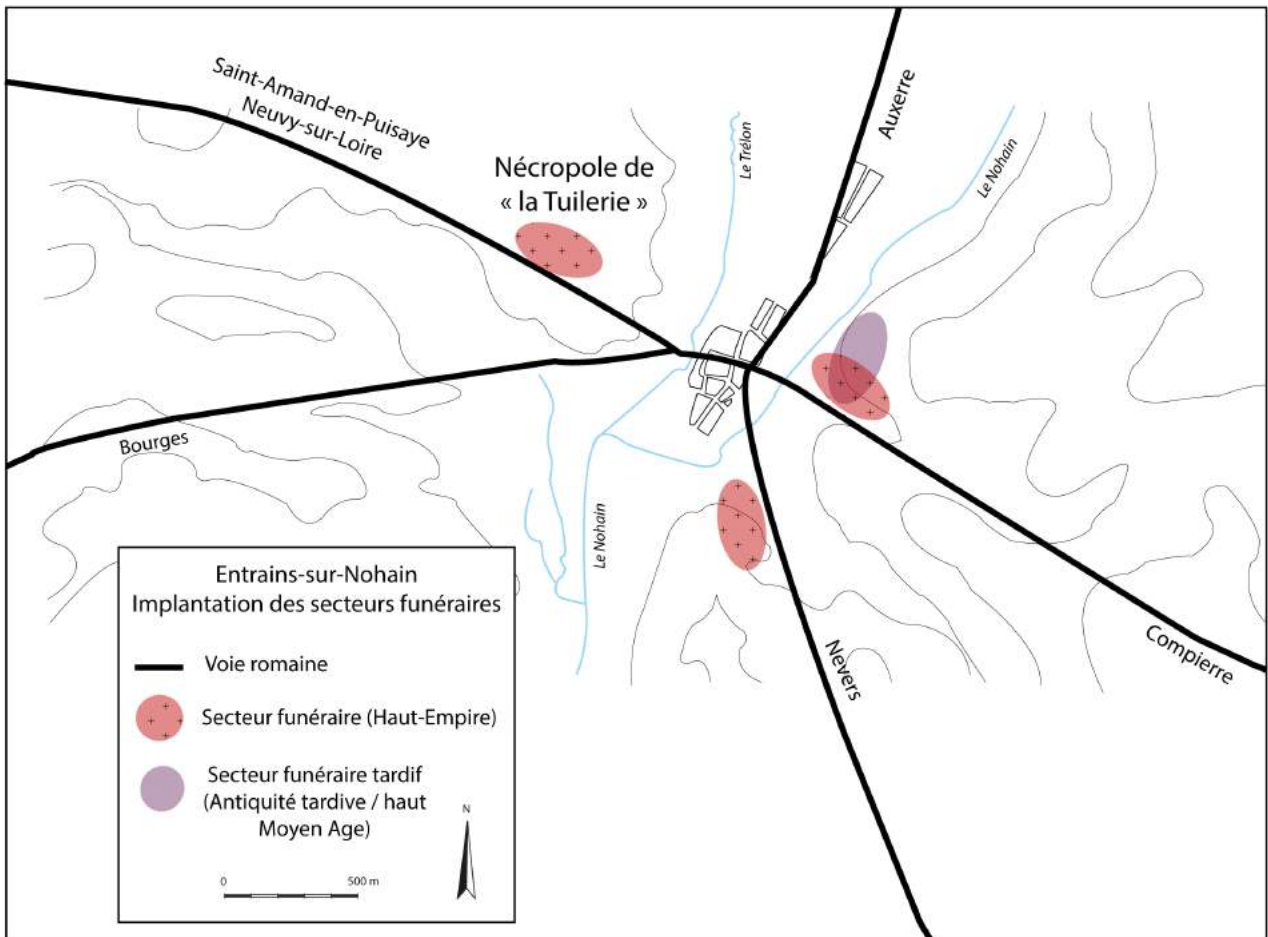 Saint-Amand-en-Puisaye
Neuvy-sur-Loire
Nécropole de
« la Tuilerie »
Le Trélon
Auxerre
Le Nohain
Bourges
Le Nohain
Nevers
Compierre
Entrains-sur-Nohain
Implantation des secteurs funéraires
Voie romaine
Secteur funéraire (Haut-Empire)
Secteur funéraire tardif
(Antiquité tardive / haut
Moyen Age)
N
0 500 m